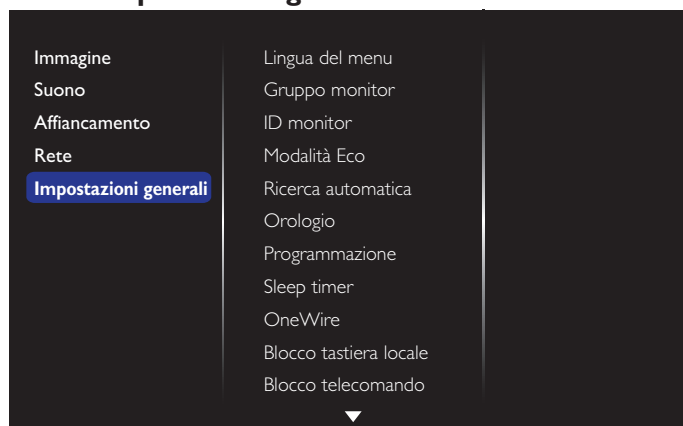 Immagine
Suono
Affiancamento
Rete
Impostazioni generali
Lingua del menu
Gruppo monitor
ID monitor
Modalità Eco
Ricerca automatica
Orologio
Programmazione
Sleep timer
OneWire
Blocco tastiera locale
Blocco telecomando